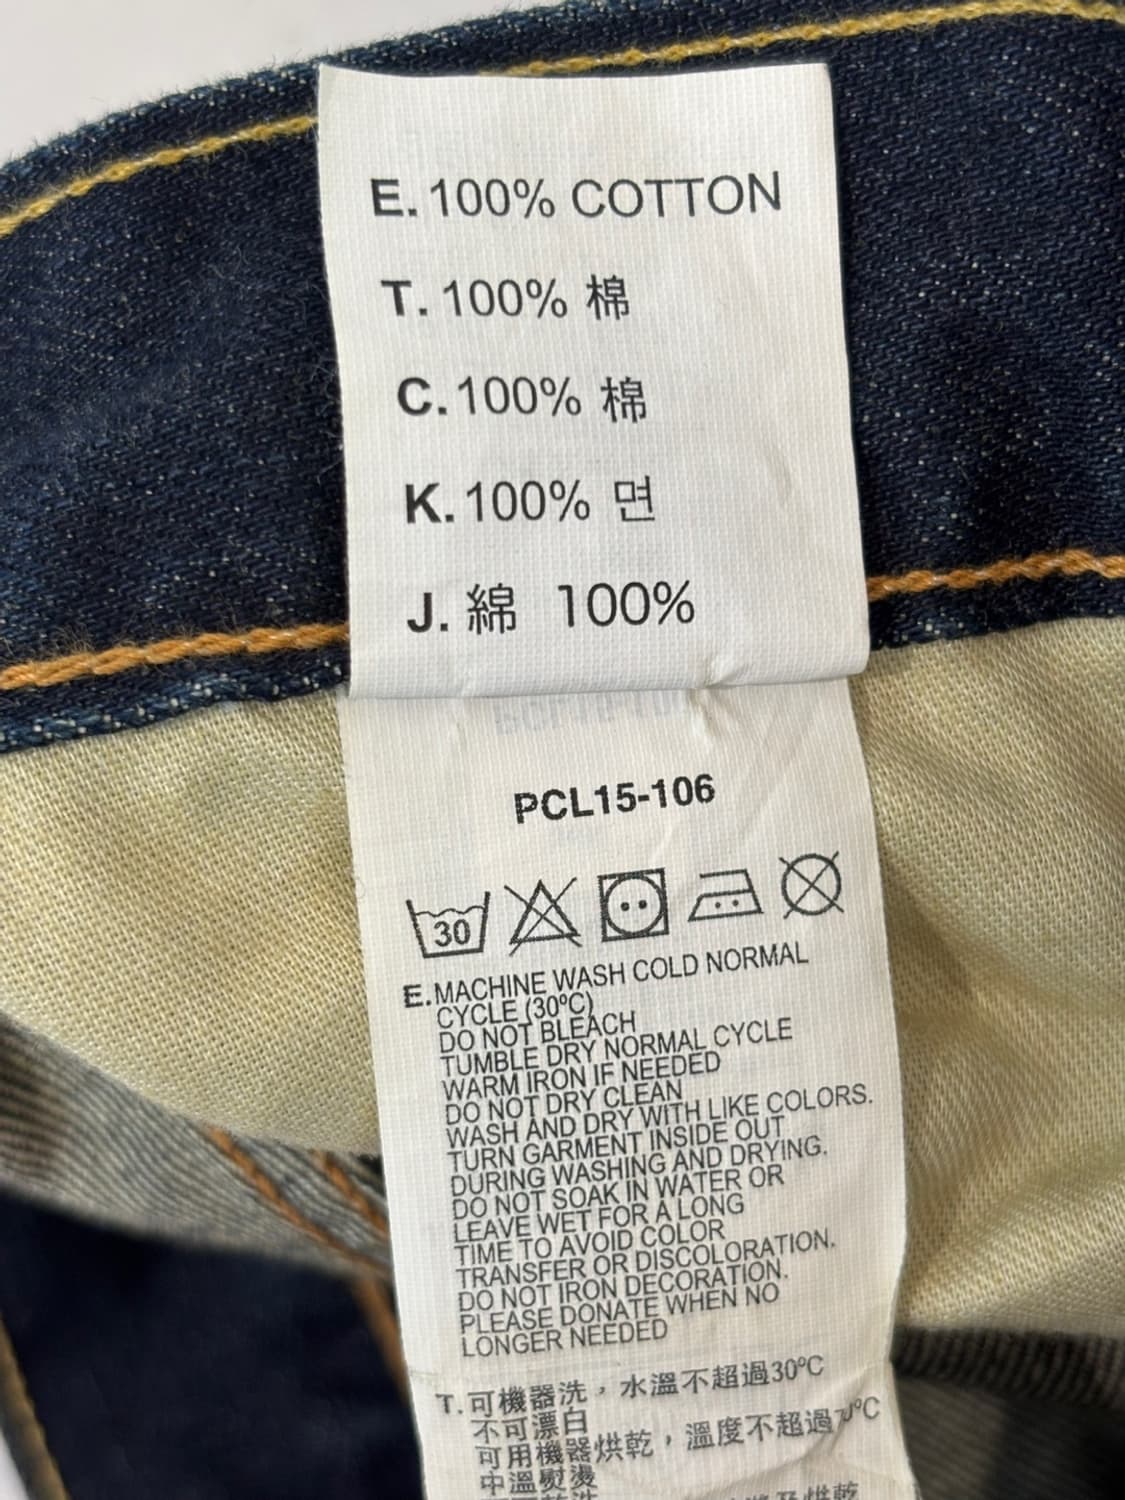 E. 100% COTTON
T. 100% 棉
C. 100% 棉
K. 100% 면
J. 綿 100%
PCL15-106
30
E. MACHINE WASH COLD NORMAL
CYCLE (30ºC)
DO NOT BLEACH
TUMBLE DRY NORMAL CYCLE
WARM IRON IF NEEDED
DO NOT DRY CLEAN
WASH AND DRY WITH LIKE COLORS.
TURN GARMENT INSIDE OUT
DURING WASHING AND DRYING.
DO NOT SOAK IN WATER OR
LEAVE WET FOR A LONG
TIME TO AVOID COLOR
TRANSFER OR DISCOLORATION.
DO NOT IRON DECORATION.
PLEASE DONATE WHEN NO
LONGER NEEDED
T. 可機器洗，水溫不超過30ºC
不可漂白
可用機器烘乾，溫度不超過
中溫熨燙